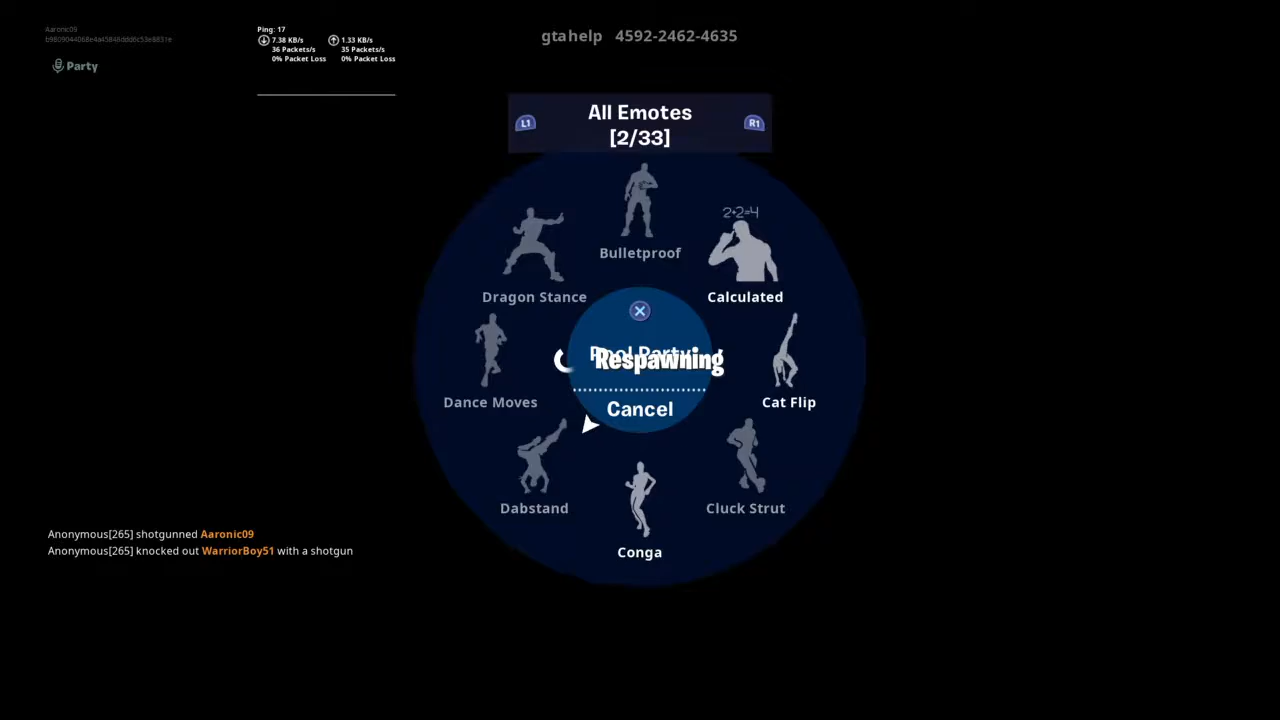 Aaronic09
Party
Ping: 17
7.38 KB/s 1.33 KB/s
36 Packets/s 35 Packets/s
0% Packet Loss 0% Packet Loss
gtahelp 4592-2462-4635
L1 All Emotes R1
[2/33]
Bulletproof
2+2=4
Dragon Stance
Calculated
Pool Party
Respawning
Dance Moves
Cancel
Cat Flip
Dabstand
Cluck Strut
Conga
Anonymous[265] shotgunned Aaronic09
Anonymous[265] knocked out WarriorBoy51 with a shotgun